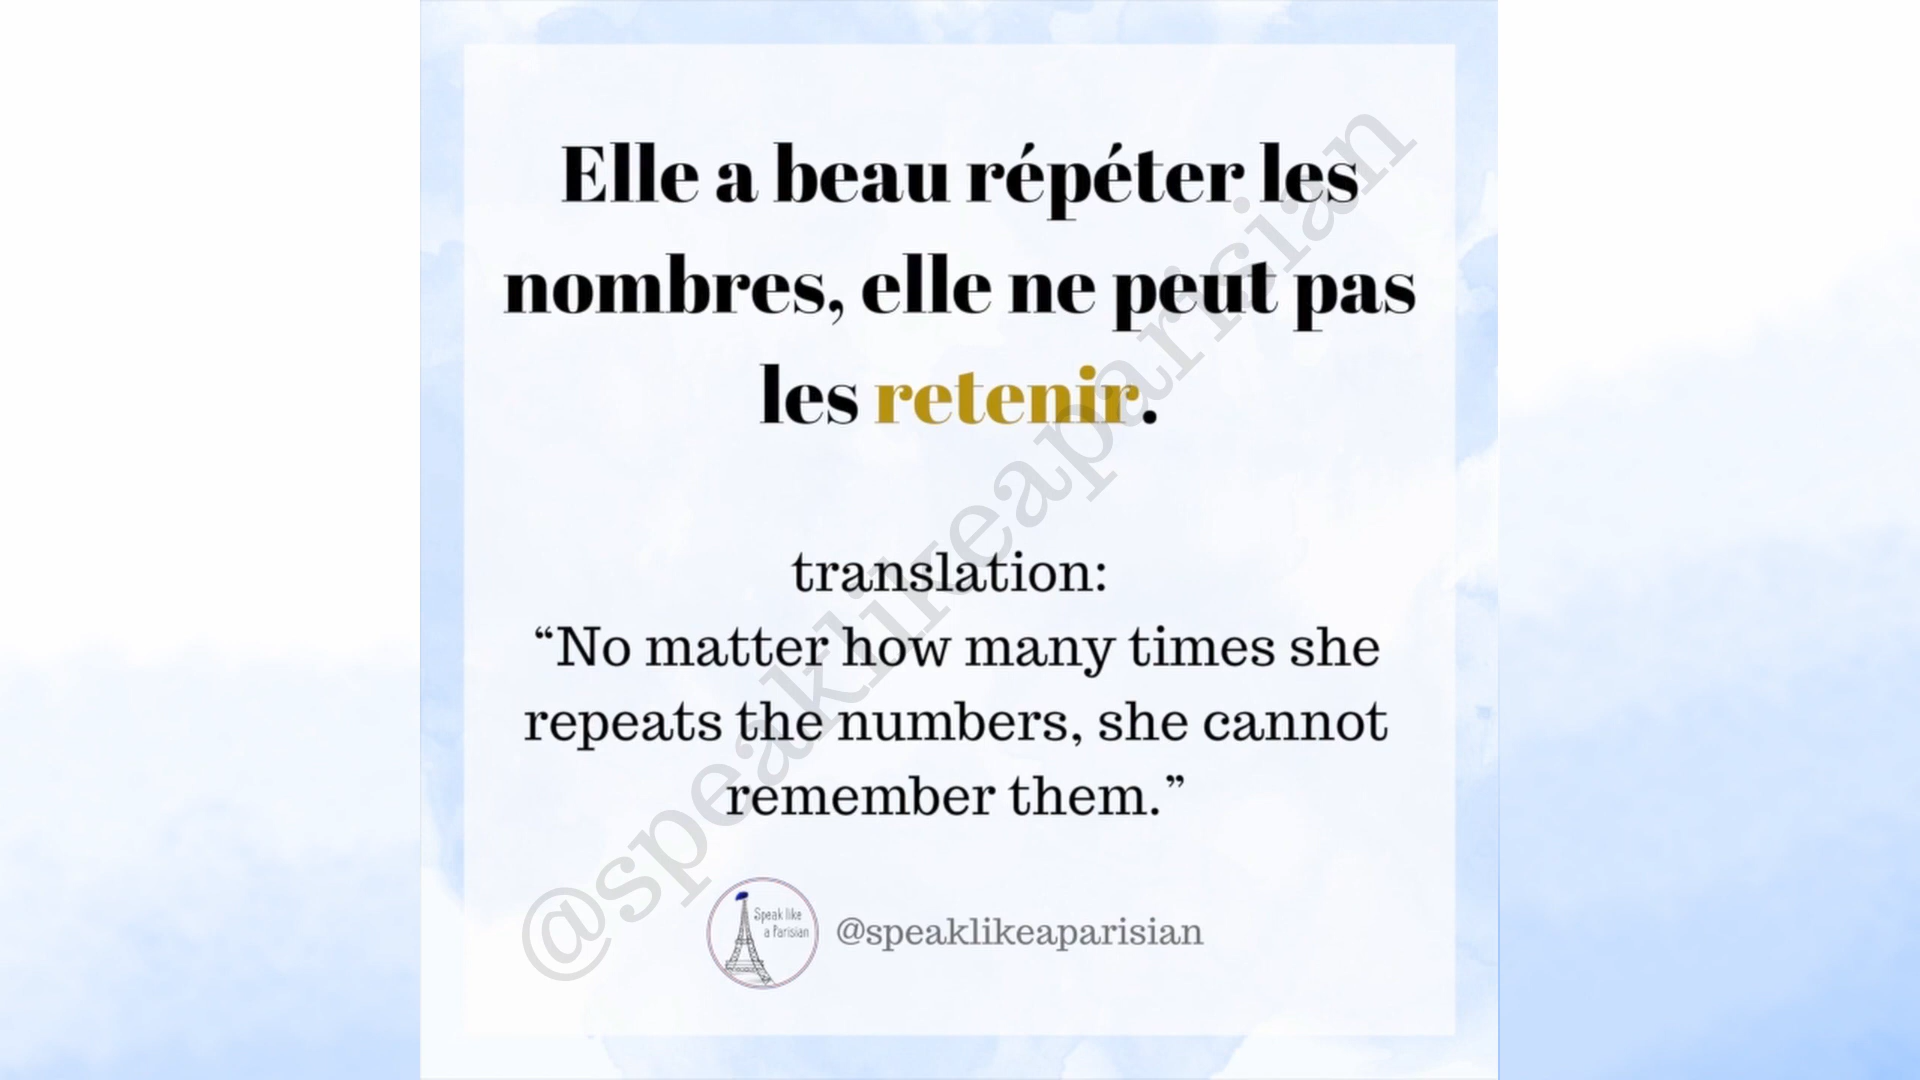 Elle a beau répéter les
nombres, elle ne peut pas
les retenir.
translation:
“No matter how many times she
repeats the numbers, she cannot
remember them.”
Speak like
a Parisian
@speaklikeaparisian
@speaklikeaparisian